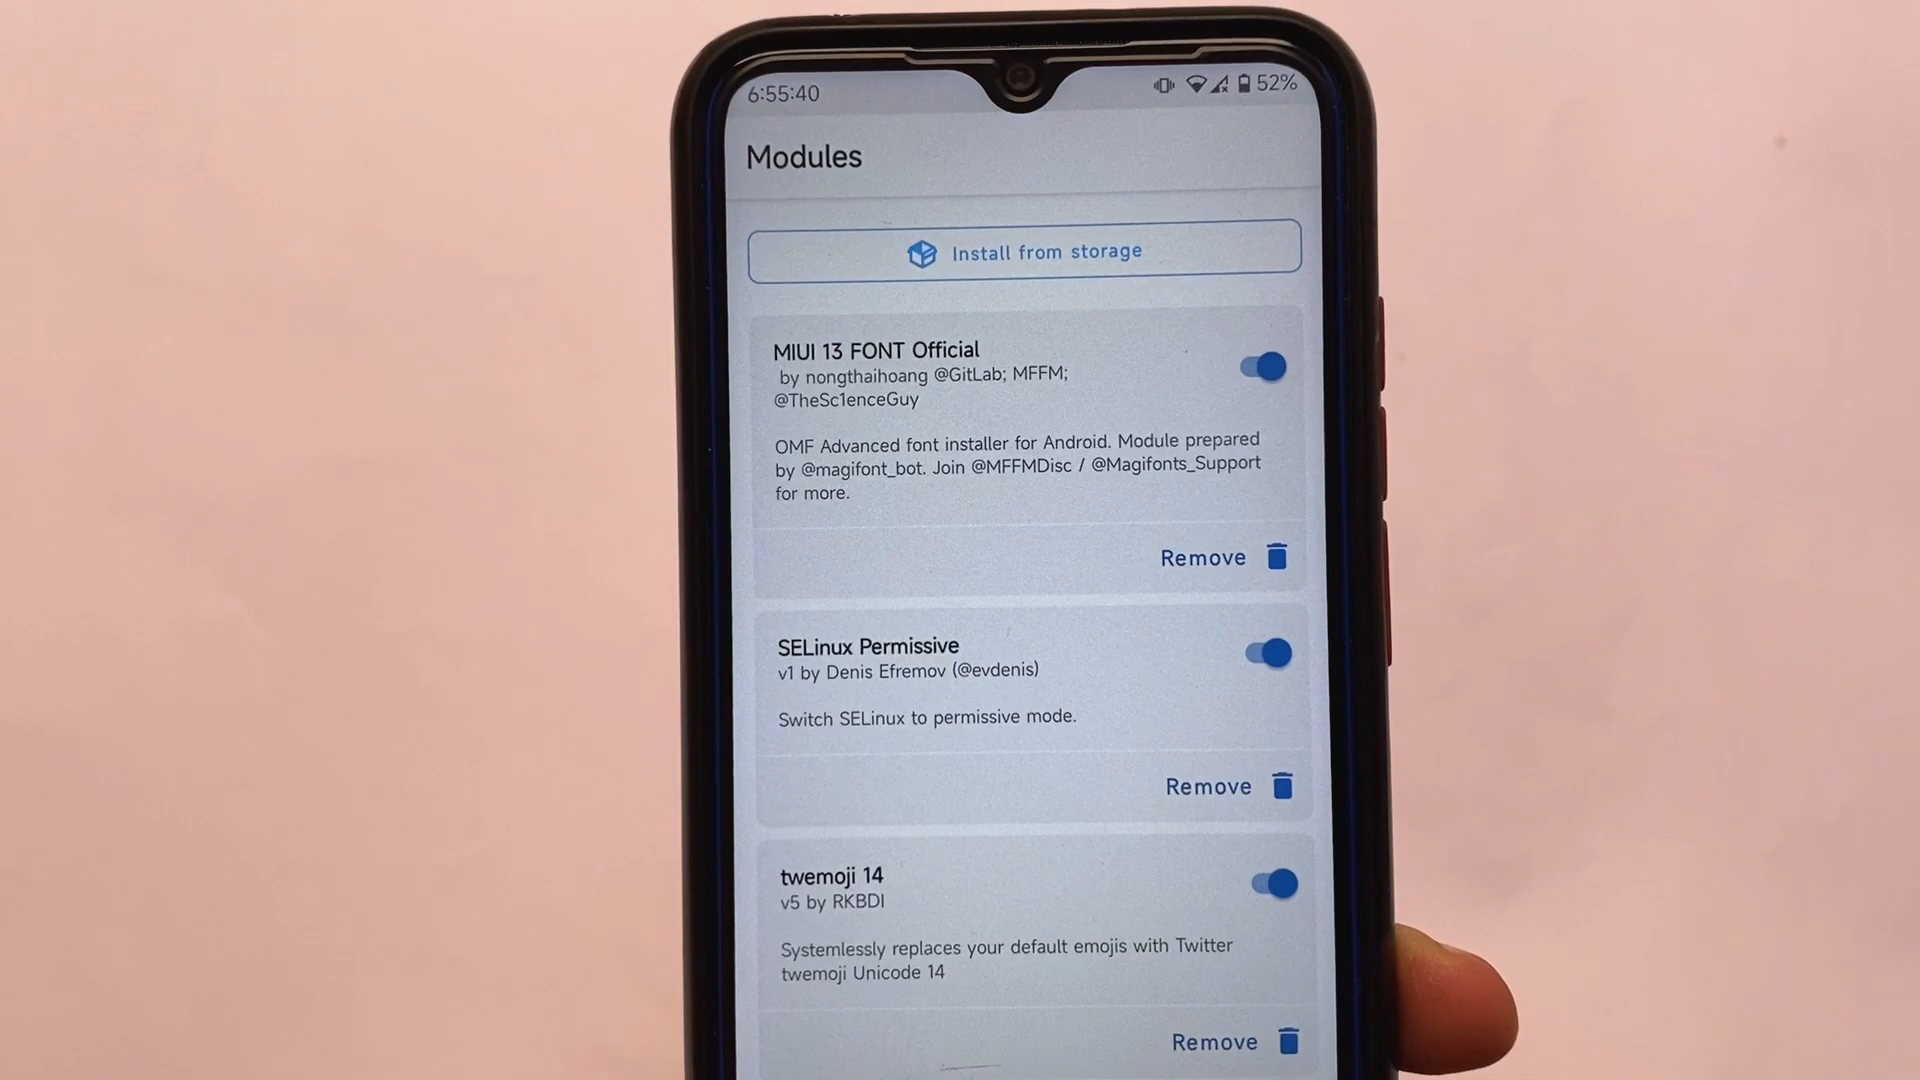 6:55:40
52%
Modules
Install from storage
MIUI 13 FONT Official
by nongthaihoang @GitLab; MFFM;
@TheSc1enceGuy
OMF Advanced font installer for Android. Module prepared
by @magifont_bot. Join @MFFMDisc / @Magifonts_Support
for more.
Remove
SELinux Permissive
v1 by Denis Efremov (@evdenis)
Switch SELinux to permissive mode.
Remove
twemoji 14
v5 by RKBDI
Systemlessly replaces your default emojis with Twitter
twemoji Unicode 14
Remove